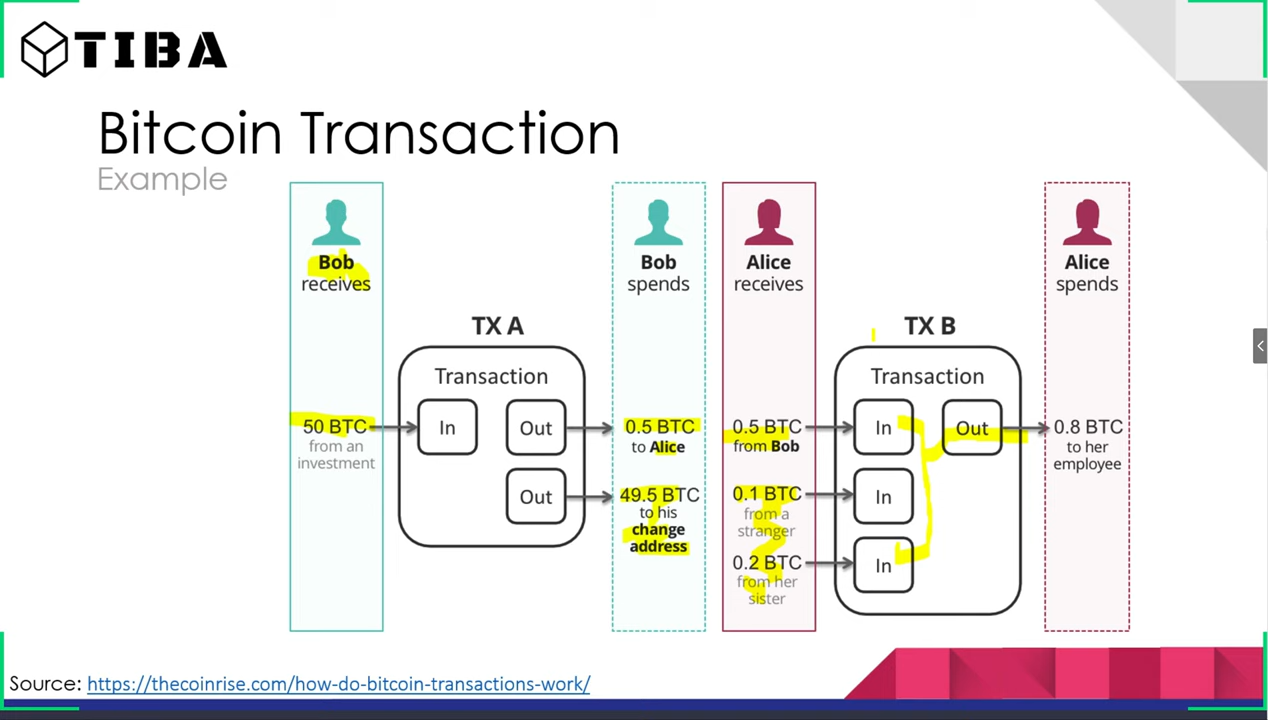 TIBA
Bitcoin Transaction
Example
Bob
receives
50 BTC
from an
investment
TX A
Transaction
In
Out
Out
Bob
spends
0.5 BTC
to Alice
49.5 BTC
to his
change
address
Alice
receives
0.5 BTC
from Bob
0.1 BTC
from a
stranger
0.2 BTC
from her
sister
TX B
Transaction
In
In
In
Out
Alice
spends
0.8 BTC
to her
employee
Source: https://thecoinrise.com/how-do-bitcoin-transactions-work/